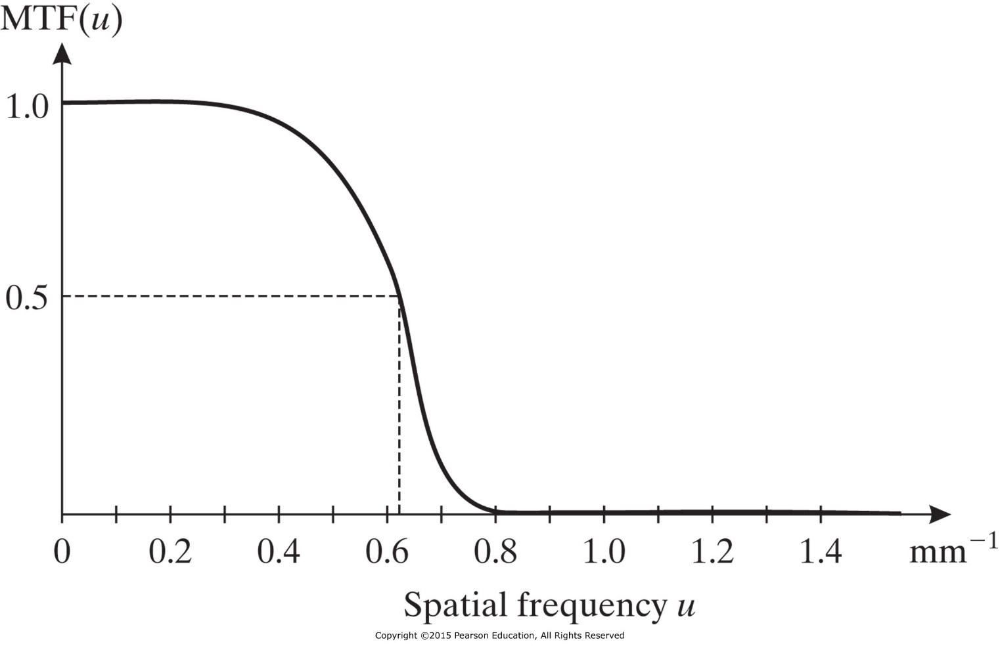 MTF(u)
1.0
0.5
0 0.2 0.4 0.6 0.8 1.0 1.2 1.4 mm⁻¹
Spatial frequency u
Copyright ©2015 Pearson Education, All Rights Reserved